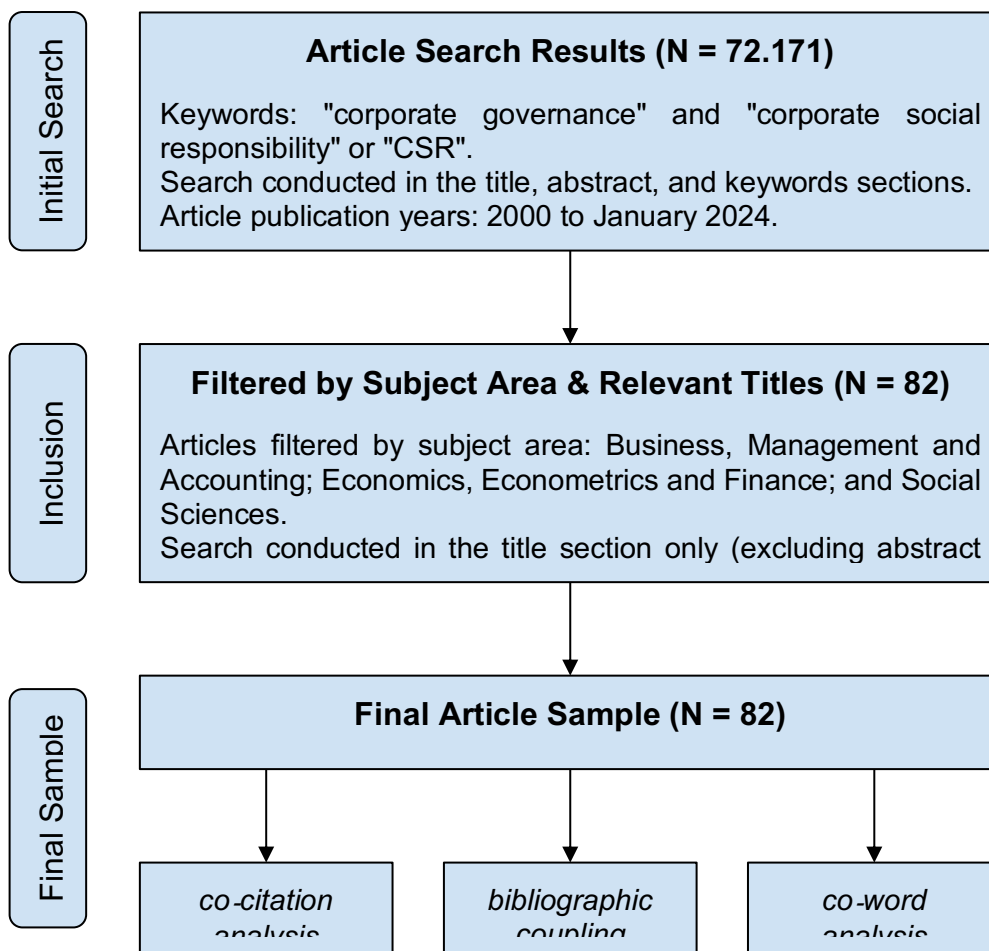 Initial Search
Article Search Results (N = 72.171)
Keywords: "corporate governance" and "corporate social
responsibility" or "CSR".
Search conducted in the title, abstract, and keywords sections.
Article publication years: 2000 to January 2024.
Inclusion
Filtered by Subject Area & Relevant Titles (N = 82)
Articles filtered by subject area: Business, Management and
Accounting; Economics, Econometrics and Finance; and Social
Sciences.
Search conducted in the title section only (excluding abstract
Final Sample
Final Article Sample (N = 82)
co-citation
analysis
bibliographic
coupling
co-word
analysis